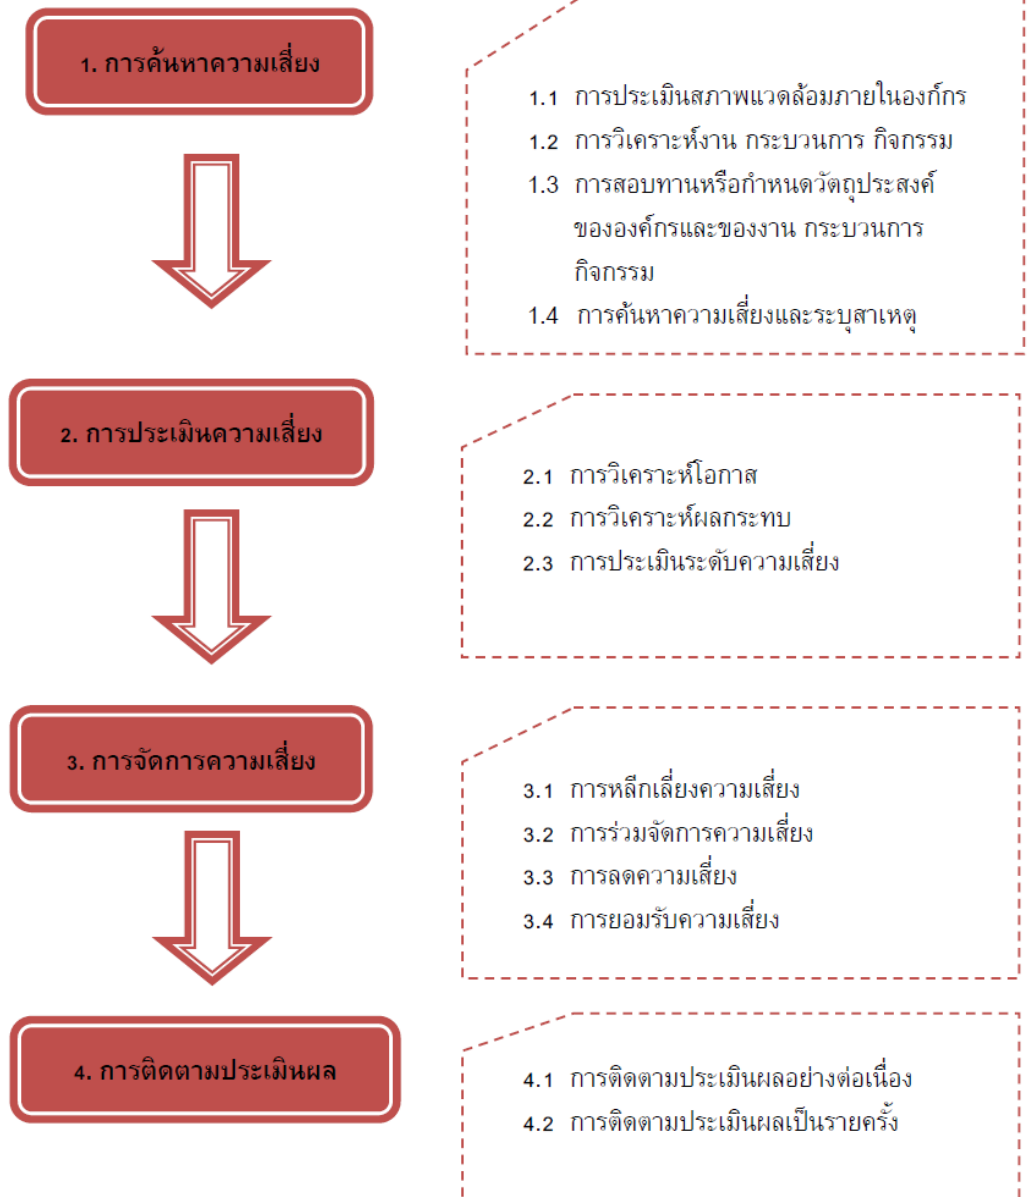 1. การค้นหาความเสี่ยง
1.1 การประเมินสภาพแวดล้อมภายในองก์กร
1.2 การวิเคราะห์งาน กระบวนการ กิจกรรม
1.3 การสอบทานหรือกำหนดวัตถุประสงค์
ขององค์กรและของงาน กระบวนการ
กิจกรรม
1.4 การค้นหาความเสี่ยงและระบุสาเหตุ
2. การประเมินความเสี่ยง
2.1 การวิเคราะห์โอกาส
2.2 การวิเคราะห์ผลกระทบ
2.3 การประเมินระดับความเสี่ยง
3. การจัดการความเสี่ยง
3.1 การหลีกเลี่ยงความเสี่ยง
3.2 การร่วมจัดการความเสี่ยง
3.3 การลดความเสี่ยง
3.4 การยอมรับความเสี่ยง
4. การติดตามประเมินผล
4.1 การติดตามประเมินผลอย่างต่อเนื่อง
4.2 การติดตามประเมินผลเป็นรายครั้ง